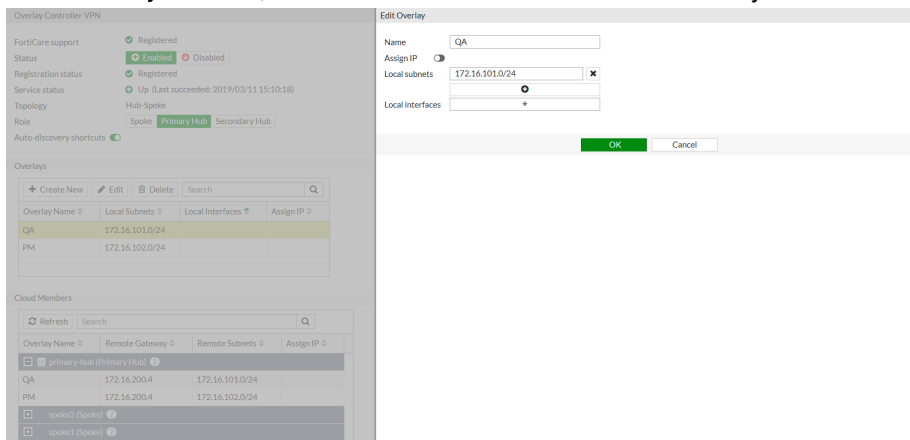 Overlay Controller VPN
FortiCare support Registered
Status Enabled Disabled
Registration status Registered
Service status Up (Last succeeded: 2019/03/11 15:10:18)
Topology Hub-Spoke
Role Spoke Primary Hub Secondary Hub
Auto-discovery shortcuts
Overlays
+ Create New Edit Delete Search
Overlay Name Local Subnets Local Interfaces Assign IP
QA 172.16.101.0/24
PM 172.16.102.0/24
Cloud Members
Refresh Search
Overlay Name Remote Gateway Remote Subnets Assign IP
primary-hub (Primary Hub) 2
QA 172.16.200.4 172.16.101.0/24
PM 172.16.200.4 172.16.102.0/24
spoke2 (Spoke) 2
spoke1 (Spoke) 2
Edit Overlay
Name QA
Assign IP
Local subnets 172.16.101.0/24
Local interfaces +
OK Cancel